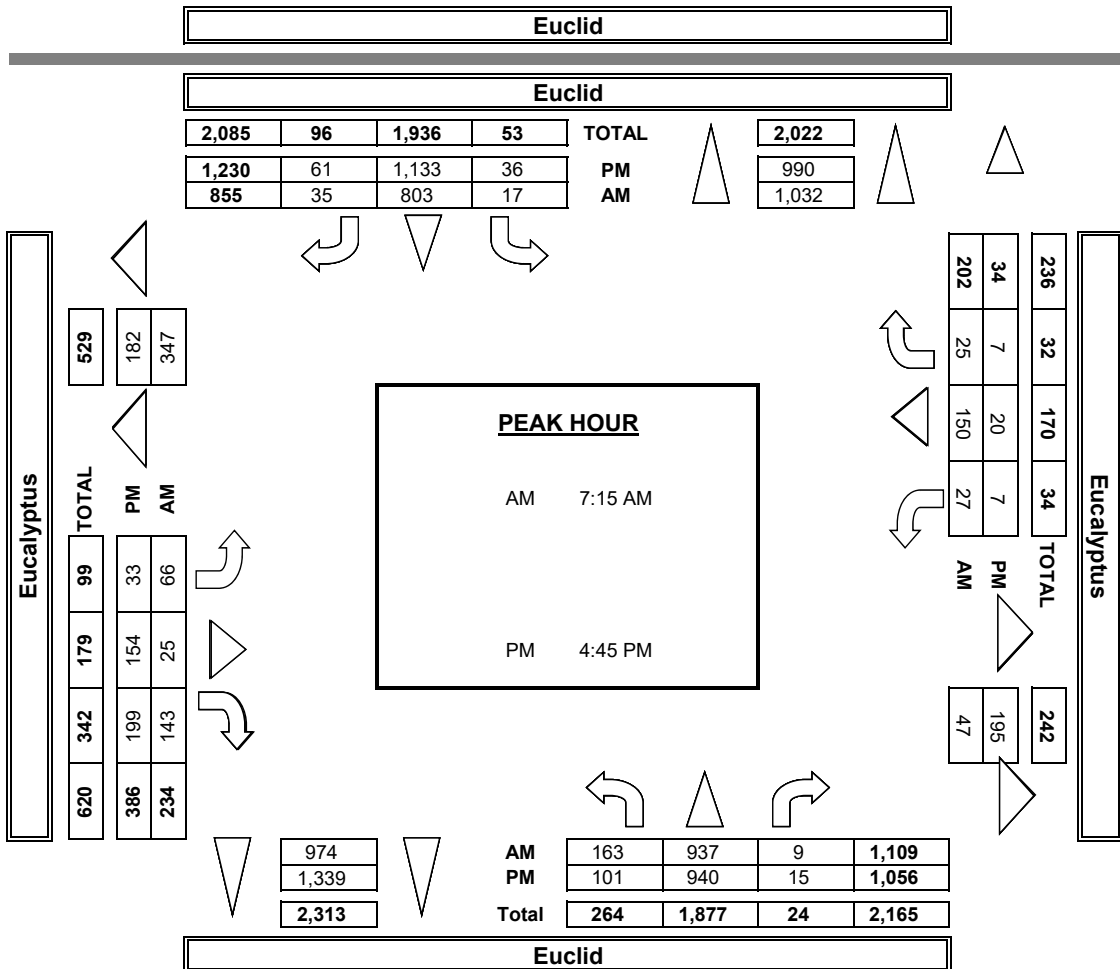 Euclid
Euclid
2,085 96 1,936 53 TOTAL 2,022
1,230 61 1,133 36 PM 990
855 35 803 17 AM 1,032
Eucalyptus
529
182
347
TOTAL 99 179 342 620
PM 33 154 199 386
AM 66 25 143 234
PEAK HOUR
AM 7:15 AM
PM 4:45 PM
236 32 170 34 TOTAL
34 7 20 7 PM
202 25 150 27 AM
242
195
47
Eucalyptus
974 AM 163 937 9 1,109
1,339 PM 101 940 15 1,056
2,313 Total 264 1,877 24 2,165
Euclid